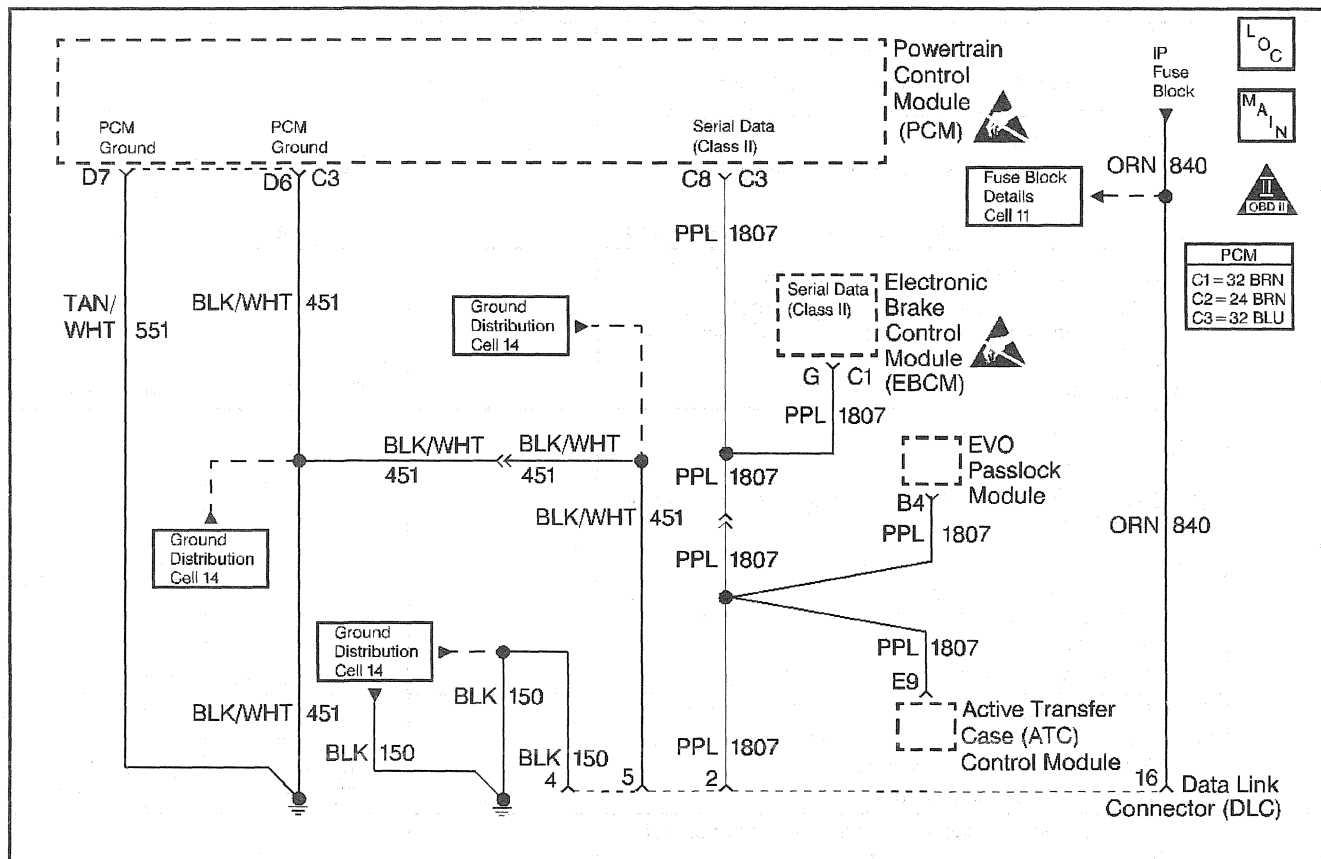 Powertrain
Control
Module
(PCM)
IP
Fuse
Block
LOC
MAIN
II
OBD II
PCM
Ground
PCM
Ground
Serial Data
(Class II)
D7
D6
C3
C8
C3
ORN 840
Fuse Block
Details
Cell 11
PCM
C1=32 BRN
C2=24 BRN
C3=32 BLU
PPL 1807
TAN/
WHT 551
BLK/WHT 451
Ground
Distribution
Cell 14
Serial Data
(Class II)
Electronic
Brake
Control
Module
(EBCM)
G
C1
PPL 1807
BLK/WHT
451
BLK/WHT
451
PPL 1807
EVO
Passlock
Module
B4
PPL 1807
BLK/WHT 451
ORN 840
Ground
Distribution
Cell 14
PPL 1807
Ground
Distribution
Cell 14
PPL 1807
E9
BLK 150
BLK/WHT 451
BLK 150
BLK 150
PPL 1807
Active Transfer
Case (ATC)
Control Module
4
5
2
16
Data Link
Connector (DLC)